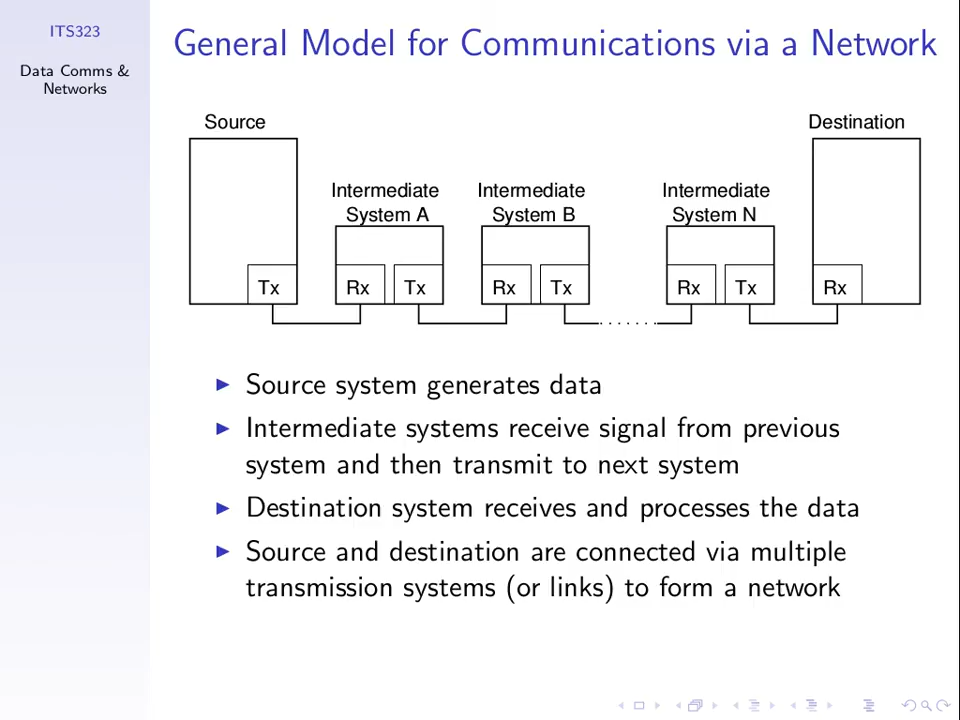 ITS323
Data Comms &
Networks
General Model for Communications via a Network
Source
Destination
Intermediate
System A
Intermediate
System B
Intermediate
System N
Tx
Rx
Tx
Rx
Tx
Rx
Tx
Rx
Source system generates data
Intermediate systems receive signal from previous
system and then transmit to next system
Destination system receives and processes the data
Source and destination are connected via multiple
transmission systems (or links) to form a network